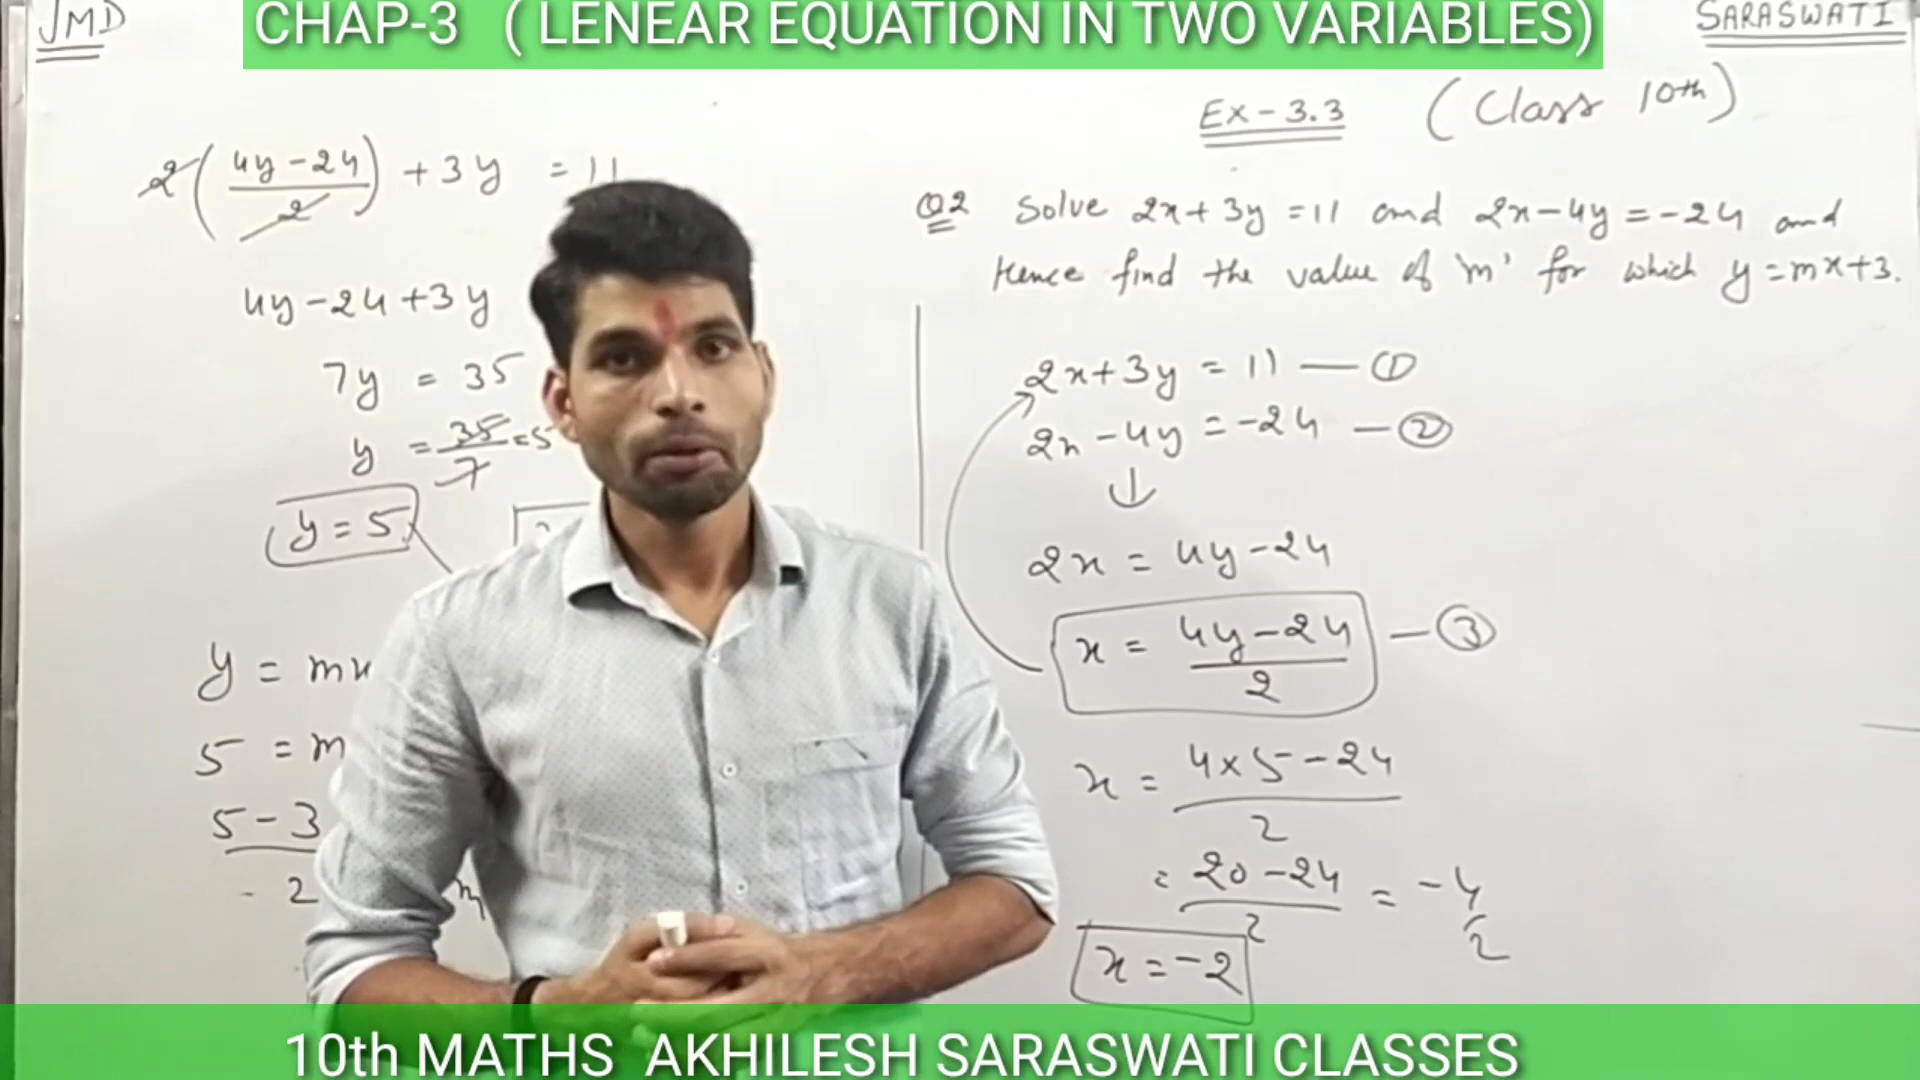 CHAP-3 ( LENEAR EQUATION IN TWO VARIABLES)
JMD
SARASWATI
Ex-3.3 (Class 10th)
Q2 Solve 2x+3y=11 and 2x-4y=-24 and
Hence find the value of 'm' for which y=mx+3.
2(4y-24/2)+3y=11
4y-24+3y
7y = 35
y = 35/7 =5
y=5
y = mx
5 = m
5-3
-2
m
2x+3y = 11 — ①
2x-4y = -24 — ②
↓
2x = 4y-24
x = 4y-24/2 — ③
x = 4x5-24/2
= 20-24/2 = -4/2
x=-2
10th MATHS AKHILESH SARASWATI CLASSES